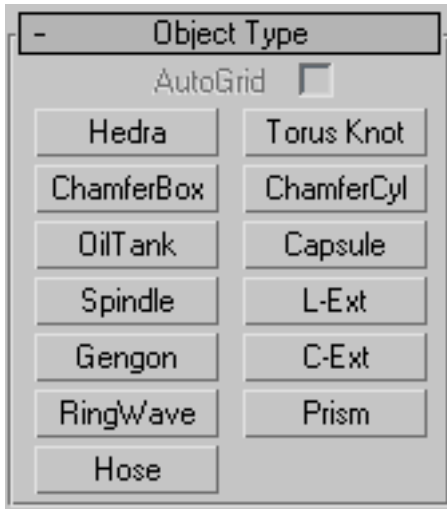 - Object Type
AutoGrid
Hedra Torus Knot
ChamferBox ChamferCyl
OilTank Capsule
Spindle L-Ext
Gengon C-Ext
RingWave Prism
Hose